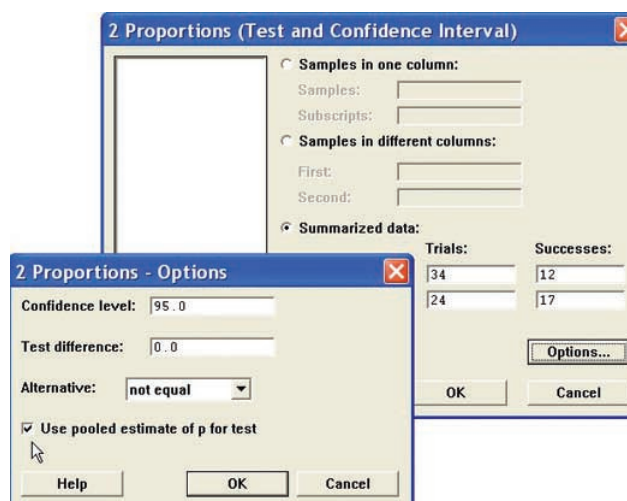 2 Proportions (Test and Confidence Interval)
Samples in one column:
Samples:
Subscripts:
Samples in different columns:
First:
Second:
Summarized data:
Trials: Successes:
34 12
24 17
Options...
OK Cancel
2 Proportions - Options
Confidence level: 95.0
Test difference: 0.0
Alternative: not equal
Use pooled estimate of p for test
Help OK Cancel